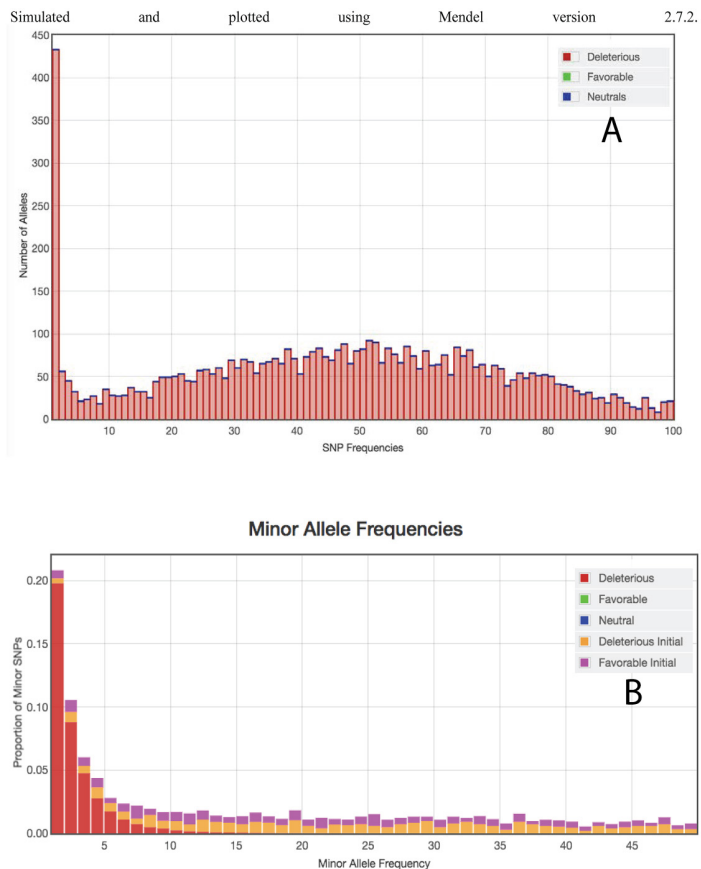 Simulated and plotted using Mendel version 2.7.2.
450
400
350
300
250
200
150
100
50
0
Number of Alleles
Deleterious
Favorable
Neutrals
A
10 20 30 40 50 60 70 80 90 100
SNP Frequencies
Minor Allele Frequencies
0.20
0.15
0.10
0.05
0.00
Proportion of Minor SNPs
Deleterious
Favorable
Neutral
Deleterious Initial
Favorable Initial
B
5 10 15 20 25 30 35 40 45
Minor Allele Frequency